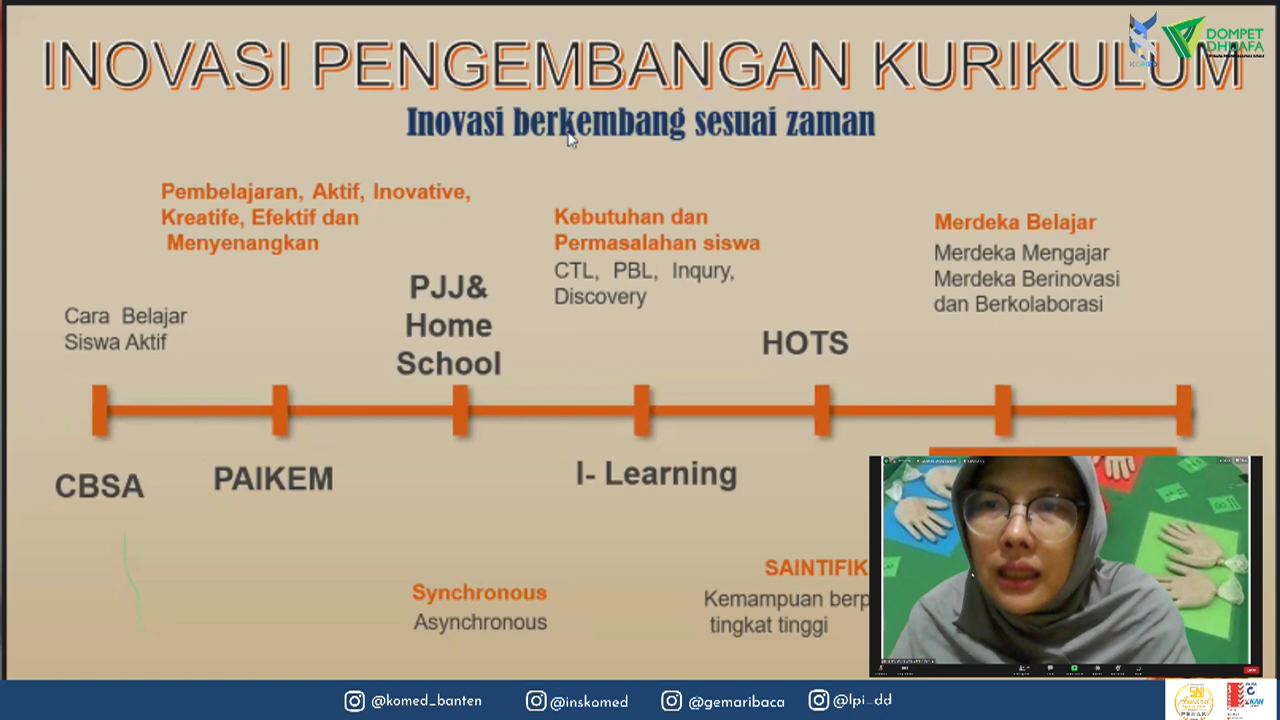 INOVASI PENGEMBANGAN KURIKULUM
DOMPET
DHUAFA
Inovasi berkembang sesuai zaman
Pembelajaran, Aktif, Inovative,
Kreatife, Efektif dan
Menyenangkan
Kebutuhan dan
Permasalahan siswa
CTL, PBL, Inqury,
Discovery
Merdeka Belajar
Merdeka Mengajar
Merdeka Berinovasi
dan Berkolaborasi
Cara Belajar
Siswa Aktif
PJJ&
Home
School
HOTS
CBSA
PAIKEM
I- Learning
Synchronous
Asynchronous
SAINTIFIK
Kemampuan berp
tingkat tinggi
@komed_banten
@inskomed
@gemaribaca
@lpi_dd
SNI
KAN